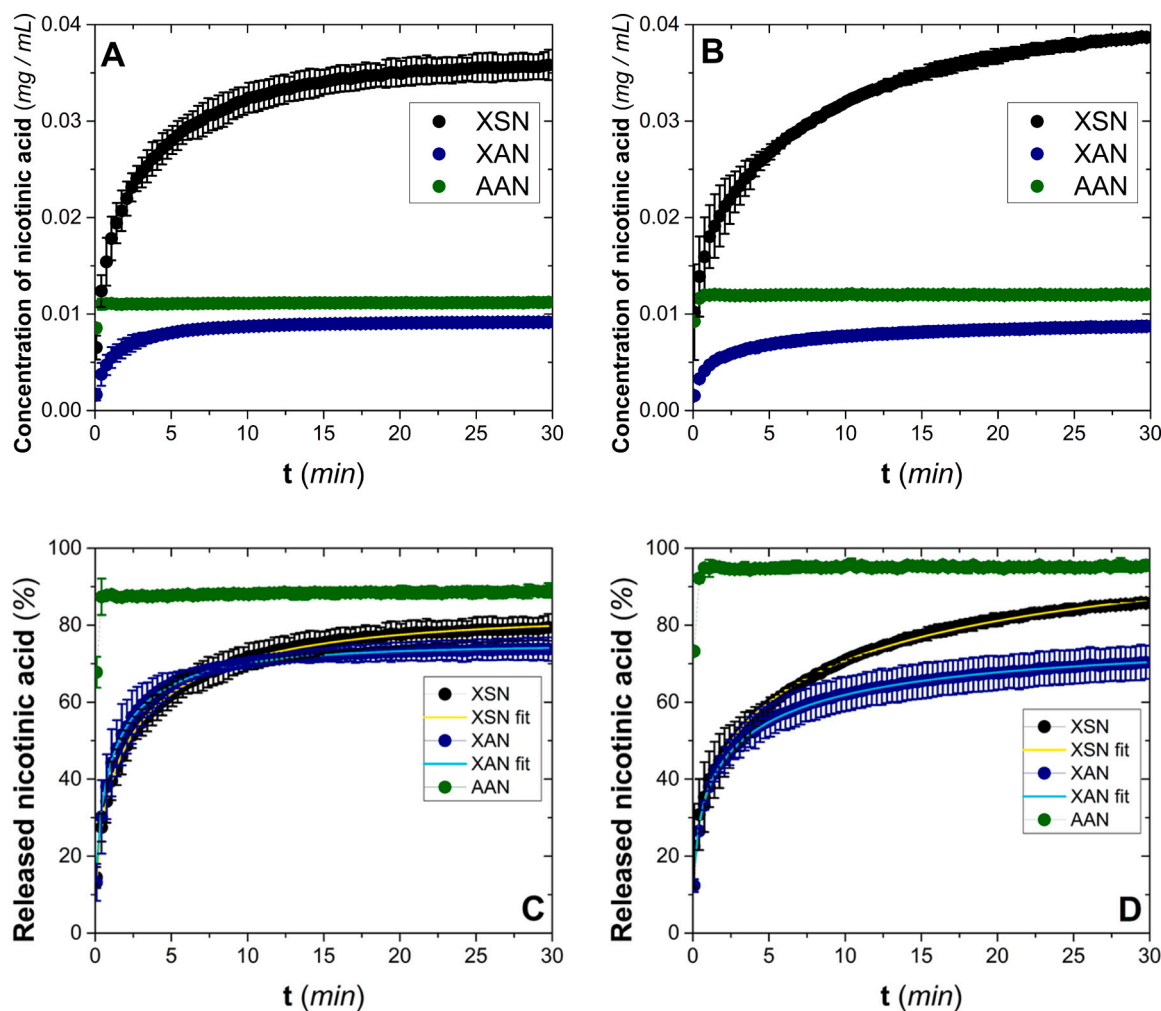 A
Concentration of nicotinic acid (mg / mL)
0.04
0.03
0.02
0.01
0.00
XSN
XAN
AAN
0 5 10 15 20 25 30
t (min)
B
Concentration of nicotinic acid (mg / mL)
0.04
0.03
0.02
0.01
0.00
XSN
XAN
AAN
0 5 10 15 20 25 30
t (min)
Released nicotinic acid (%)
100
80
60
40
20
0
XSN
XSN fit
XAN
XAN fit
AAN
C
0 5 10 15 20 25 30
t (min)
Released nicotinic acid (%)
100
80
60
40
20
0
XSN
XSN fit
XAN
XAN fit
AAN
D
0 5 10 15 20 25 30
t (min)